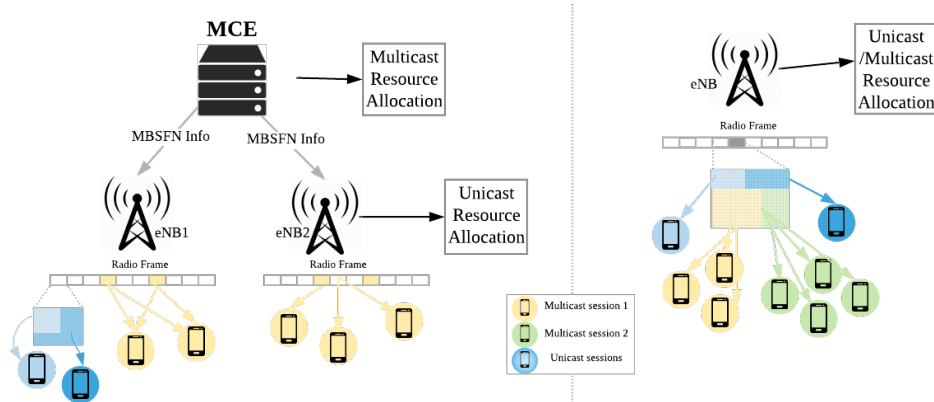 MCE
Multicast
Resource
Allocation
MBSFN Info
MBSFN Info
eNB1
eNB2
Unicast
Resource
Allocation
Radio Frame
Radio Frame
Multicast session 1
Multicast session 2
Unicast sessions
eNB
Unicast
/Multicast
Resource
Allocation
Radio Frame